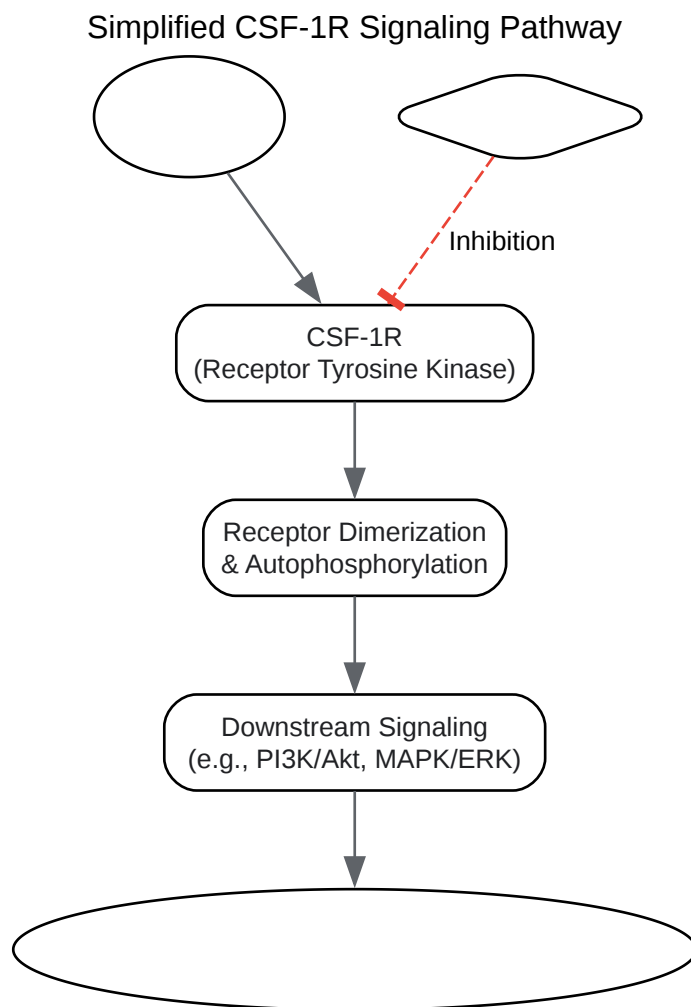 Simplified CSF-1R Signaling Pathway
Inhibition
CSF-1R
(Receptor Tyrosine Kinase)
Receptor Dimerization
& Autophosphorylation
Downstream Signaling
(e.g., PI3K/Akt, MAPK/ERK)